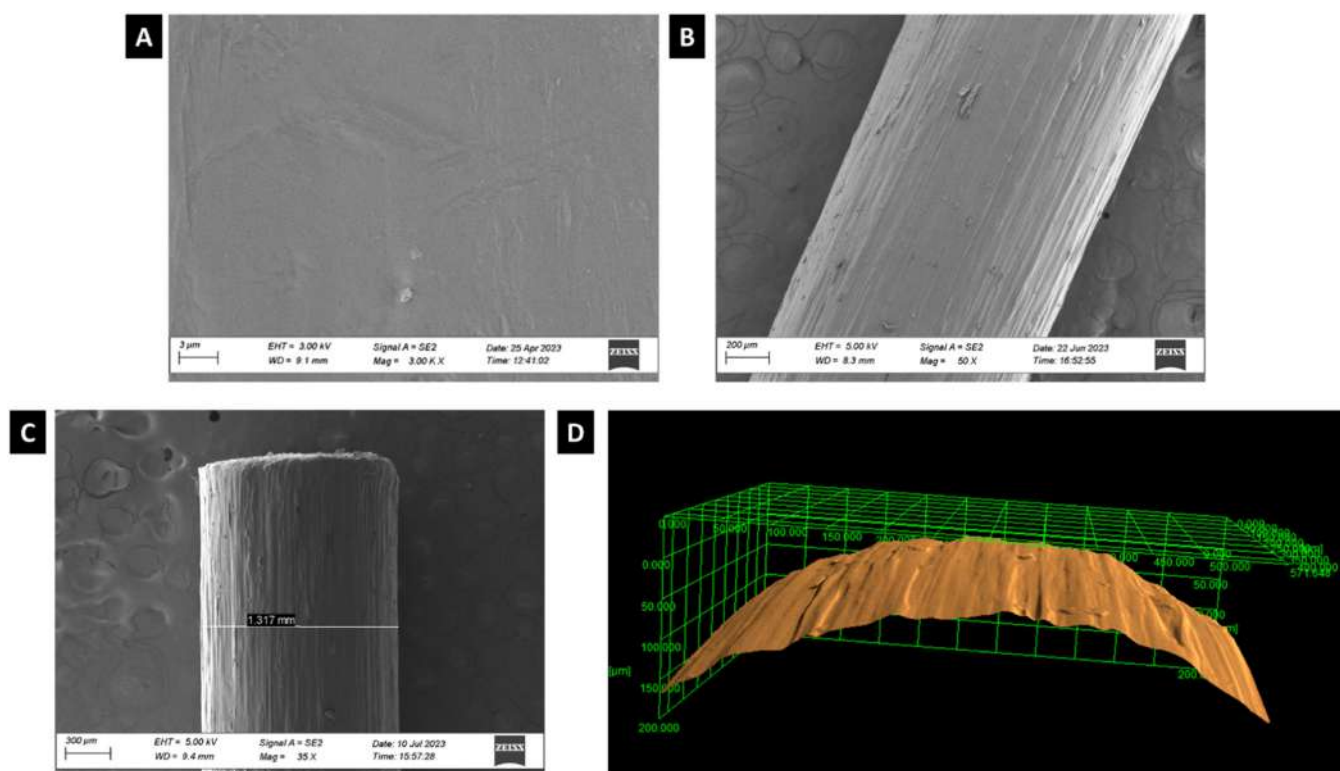 A
3 µm
EHT = 3.00 kV Signal A = SE2 Date: 25 Apr 2023
WD = 9.1 mm Mag = 3.00 K X Time: 12:41:02
ZEISS
B
200 µm
EHT = 5.00 kV Signal A = SE2 Date: 22 Jun 2023
WD = 8.3 mm Mag = 50 X Time: 16:52:55
ZEISS
C
1.317 mm
300 µm
EHT = 5.00 kV Signal A = SE2 Date: 10 Jul 2023
WD = 9.4 mm Mag = 35 X Time: 15:57:28
ZEISS
D
0.000
50.000
100.000
150.000
450.000
500.000
571.040
0.000
50.000
100.000
150.000
200.000
[µm]
50.000